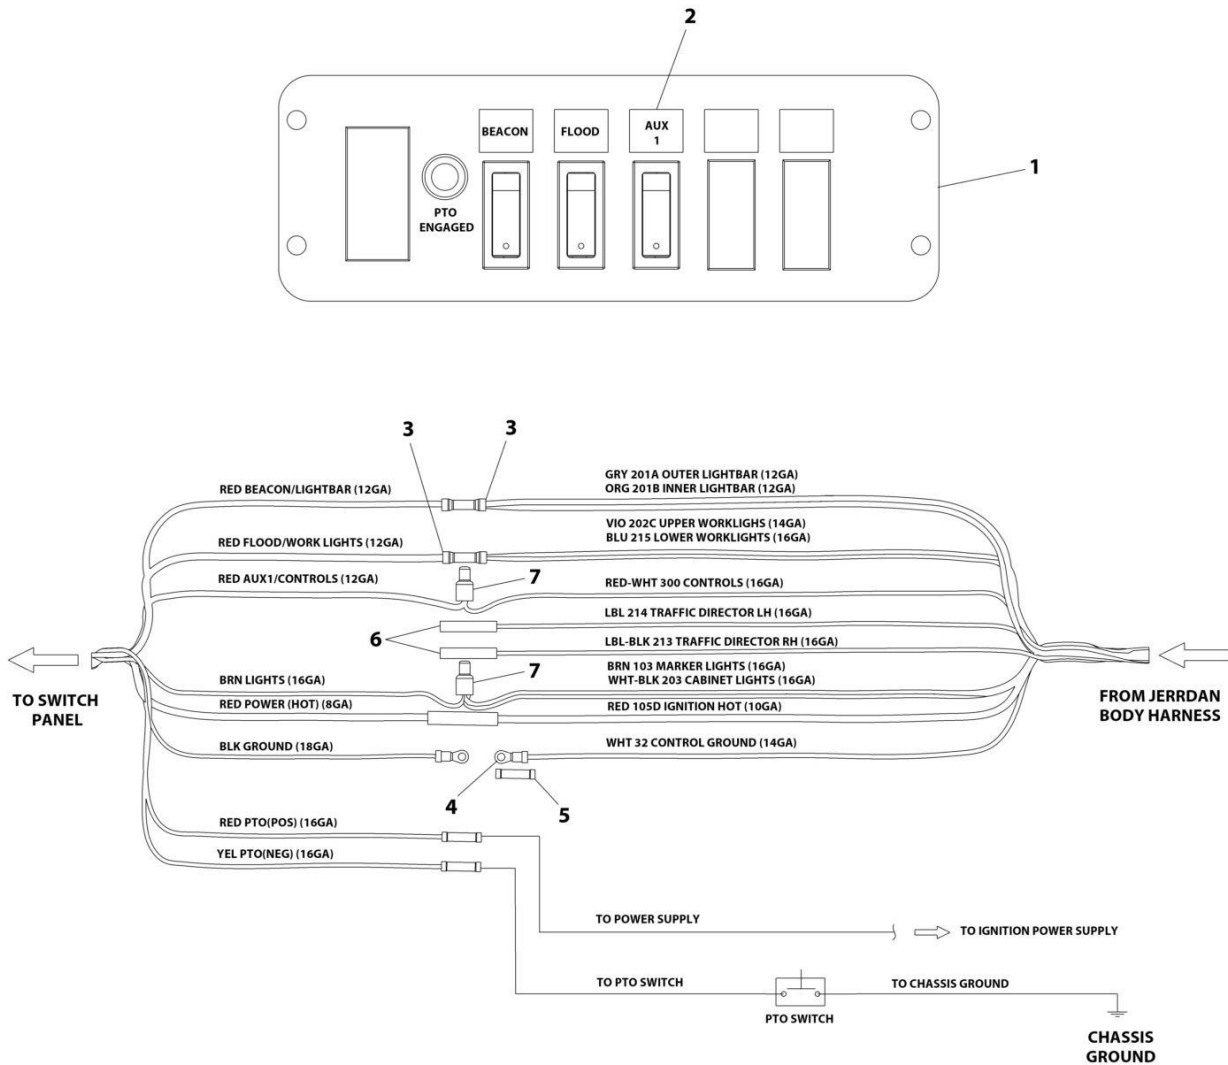 2
BEACON
FLOOD
AUX
1
1
PTO
ENGAGED
3
3
RED BEACON/LIGHTBAR (12GA)
GRY 201A OUTER LIGHTBAR (12GA)
ORG 201B INNER LIGHTBAR (12GA)
3
RED FLOOD/WORK LIGHTS (12GA)
VIO 202C UPPER WORKLIGHS (14GA)
BLU 215 LOWER WORKLIGHTS (16GA)
RED AUX1/CONTROLS (12GA)
7
RED-WHT 300 CONTROLS (16GA)
LBL 214 TRAFFIC DIRECTOR LH (16GA)
6
LBL-BLK 213 TRAFFIC DIRECTOR RH (16GA)
BRN LIGHTS (16GA)
7
BRN 103 MARKER LIGHTS (16GA)
WHT-BLK 203 CABINET LIGHTS (16GA)
TO SWITCH
PANEL
FROM JERRDAN
BODY HARNESS
RED POWER (HOT) (8GA)
RED 105D IGNITION HOT (10GA)
BLK GROUND (18GA)
WHT 32 CONTROL GROUND (14GA)
4
5
RED PTO(POS) (16GA)
YEL PTO(NEG) (16GA)
TO POWER SUPPLY
TO IGNITION POWER SUPPLY
TO PTO SWITCH
TO CHASSIS GROUND
PTO SWITCH
CHASSIS
GROUND